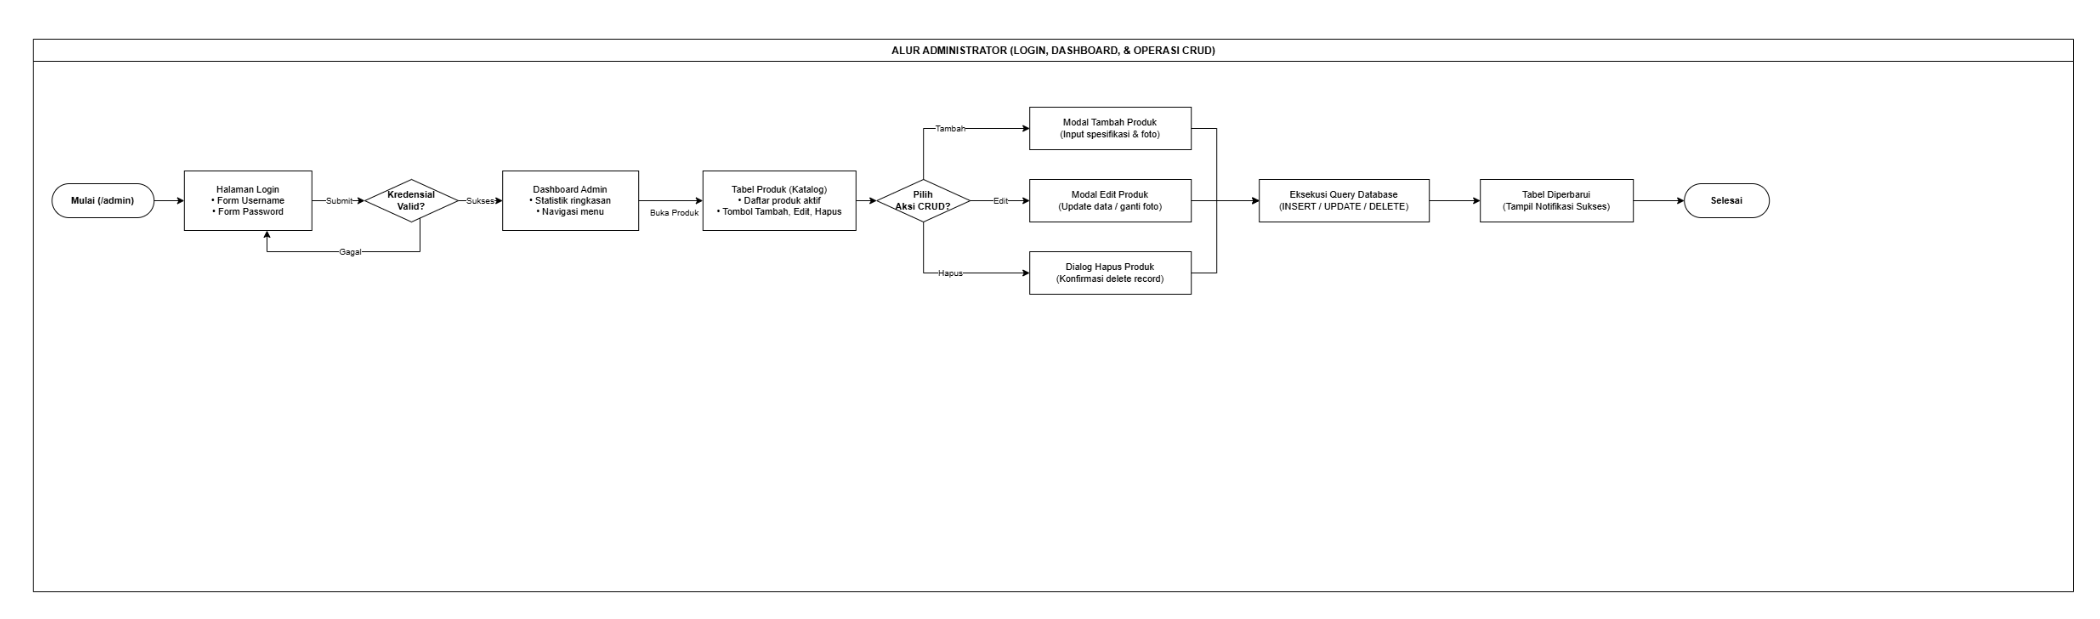 ALUR ADMINISTRATOR (LOGIN, DASHBOARD, & OPERASI CRUD)
Mulai (/admin)
Halaman Login
• Form Username
• Form Password
Submit
Kredensial
Valid?
Gagal
Sukses
Dashboard Admin
• Statistik ringkasan
• Navigasi menu
Buka Produk
Tabel Produk (Katalog)
• Daftar produk aktif
• Tombol Tambah, Edit, Hapus
Pilih
Aksi CRUD?
Tambah
Modal Tambah Produk
(Input spesifikasi & foto)
Edit
Modal Edit Produk
(Update data / ganti foto)
Hapus
Dialog Hapus Produk
(Konfirmasi delete record)
Eksekusi Query Database
(INSERT / UPDATE / DELETE)
Tabel Diperbarui
(Tampil Notifikasi Sukses)
Selesai